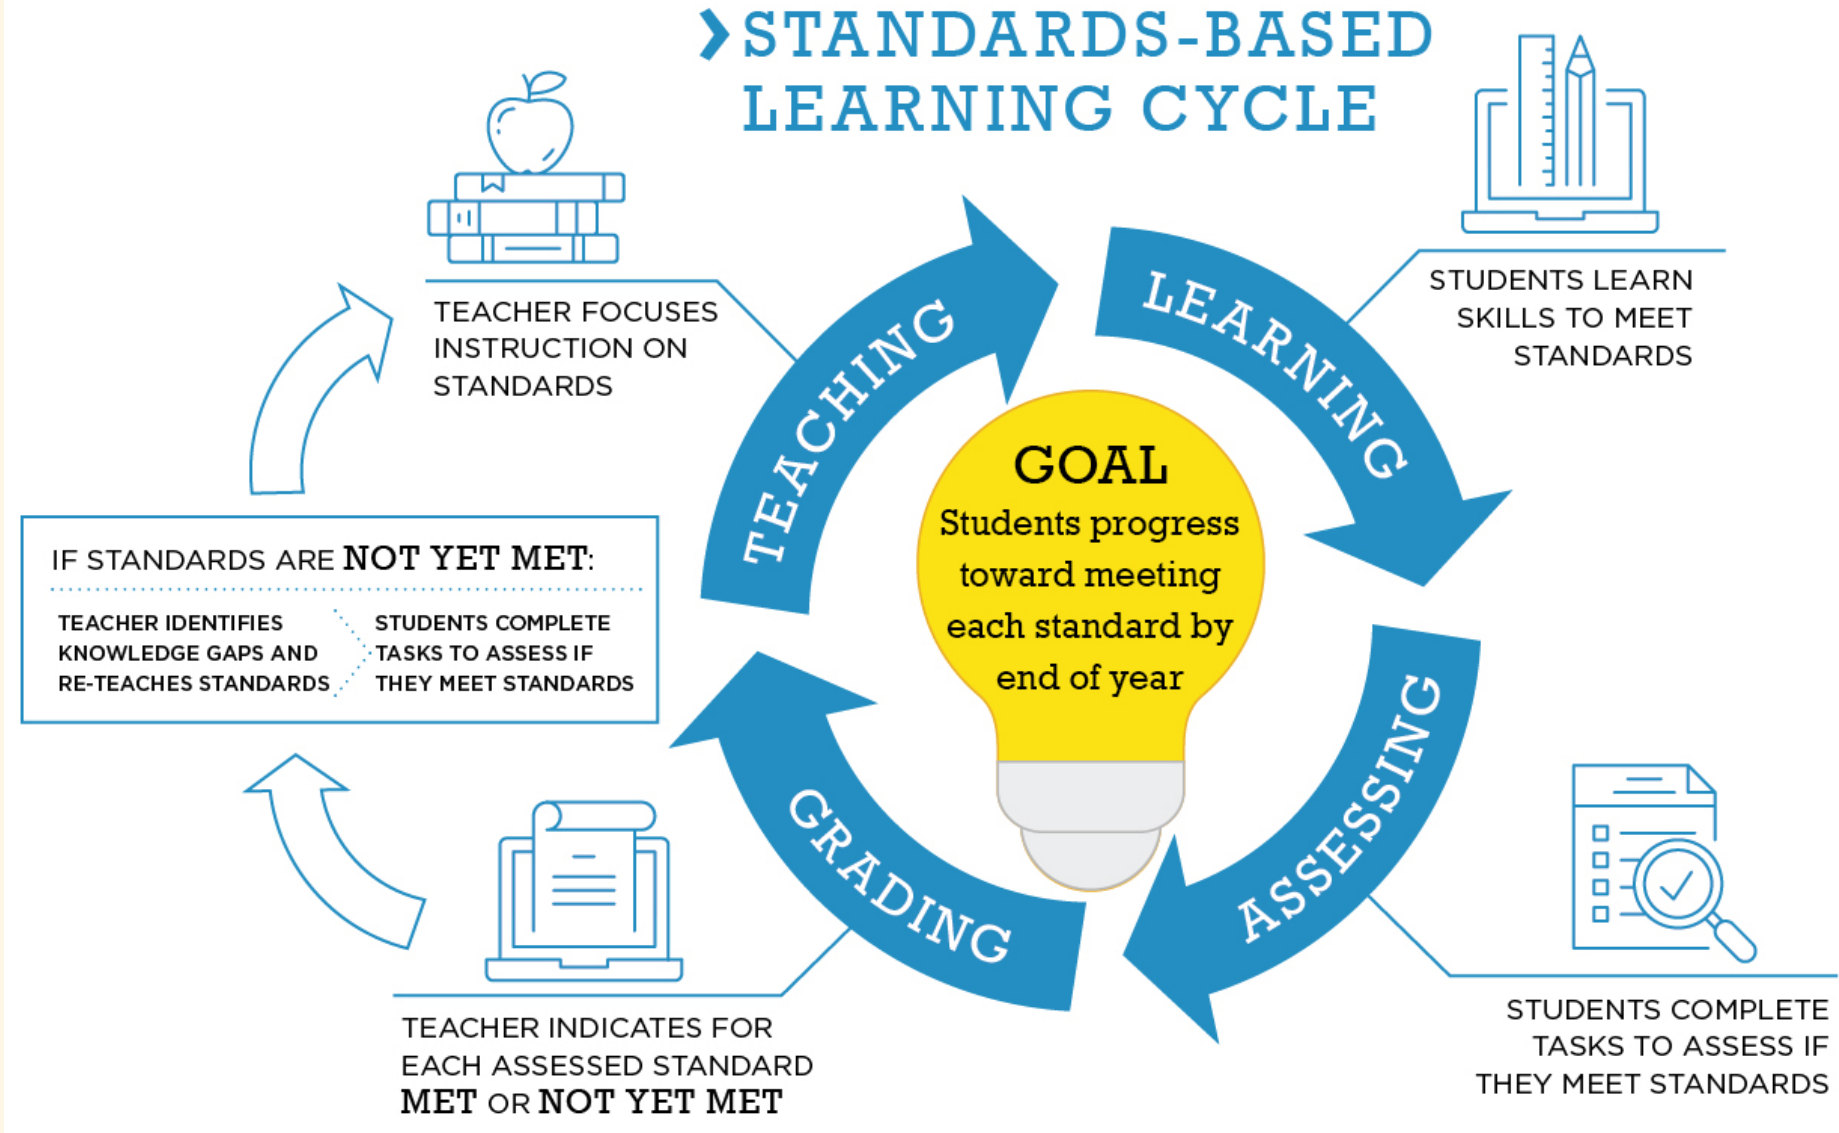 STANDARDS-BASED
LEARNING CYCLE
TEACHER FOCUSES
INSTRUCTION ON
STANDARDS
TEACHING
LEARNING
STUDENTS LEARN
SKILLS TO MEET
STANDARDS
GOAL
Students progress
toward meeting
each standard by
end of year
ASSESSING
STUDENTS COMPLETE
TASKS TO ASSESS IF
THEY MEET STANDARDS
GRADING
TEACHER INDICATES FOR
EACH ASSESSED STANDARD
MET OR NOT YET MET
IF STANDARDS ARE NOT YET MET:
TEACHER IDENTIFIES
KNOWLEDGE GAPS AND
RE-TEACHES STANDARDS
STUDENTS COMPLETE
TASKS TO ASSESS IF
THEY MEET STANDARDS